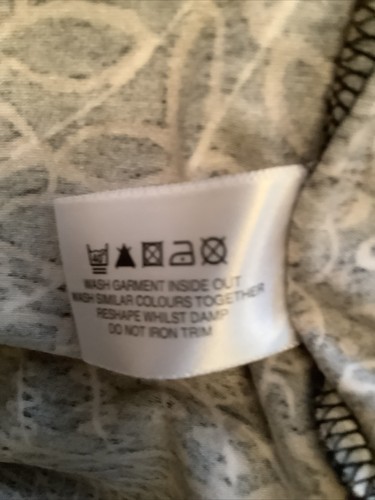 WASH GARMENT INSIDE OUT
WASH SIMILAR COLOURS TOGETHER
RESHAPE WHILST DAMP
DO NOT IRON TRIM